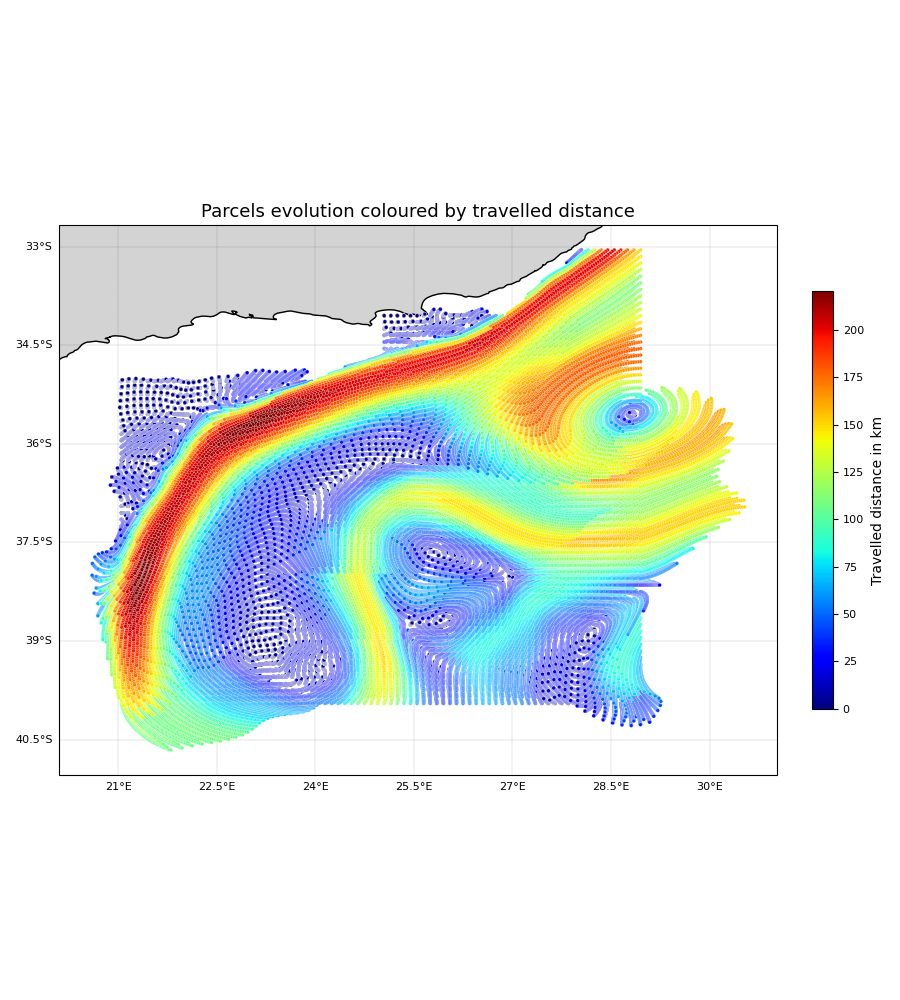 Parcels evolution coloured by travelled distance
33°S
34.5°S
36°S
37.5°S
39°S
40.5°S
21°E
22.5°E
24°E
25.5°E
27°E
28.5°E
30°E
200
175
150
125
100
75
50
25
0
Travelled distance in km